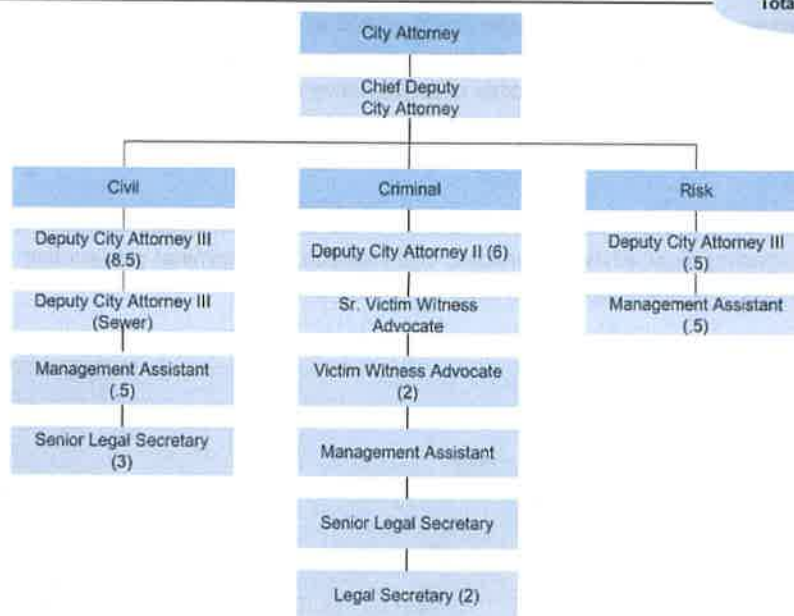 Total
City Attorney
Chief Deputy
City Attorney
Civil
Deputy City Attorney III
(8.5)
Deputy City Attorney III
(Sewer)
Management Assistant
(.5)
Senior Legal Secretary
(3)
Criminal
Deputy City Attorney II (6)
Sr. Victim Witness
Advocate
Victim Witness Advocate
(2)
Management Assistant
Senior Legal Secretary
Legal Secretary (2)
Risk
Deputy City Attorney III
(.5)
Management Assistant
(.5)